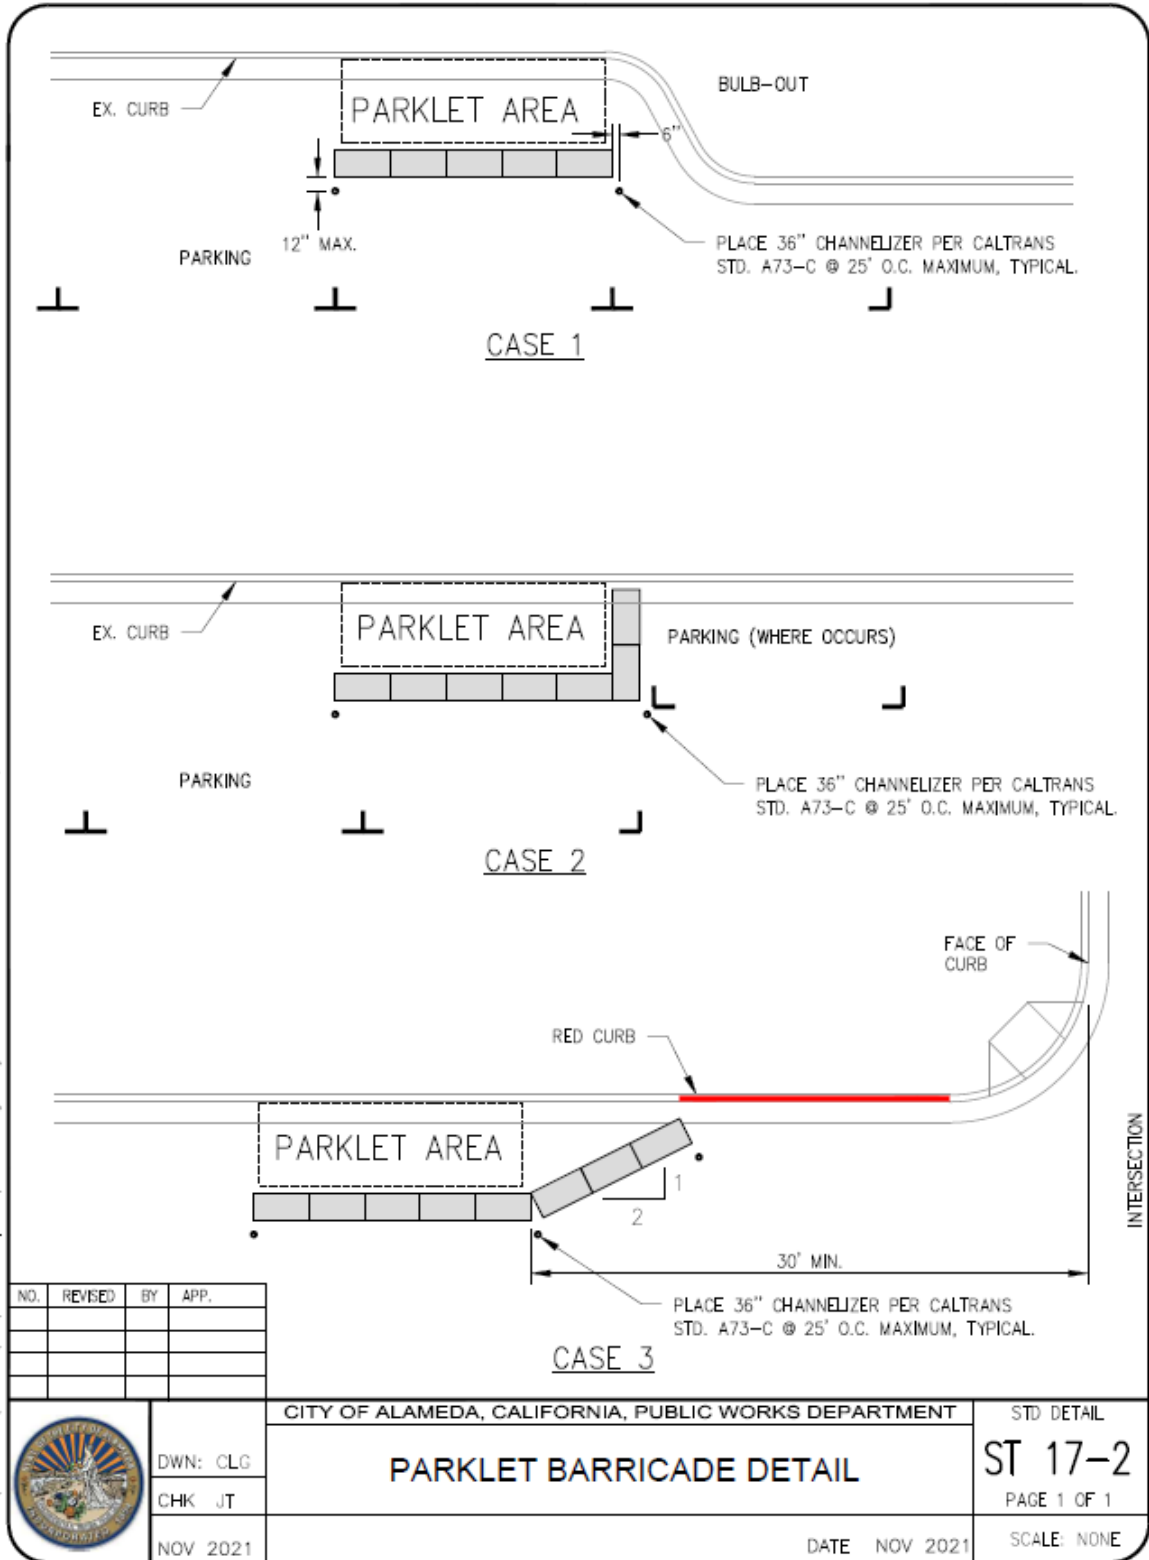 BULB-OUT
EX. CURB
PARKLET AREA
6"
12" MAX.
PARKING
PLACE 36" CHANNELIZER PER CALTRANS
STD. A73-C @ 25' O.C. MAXIMUM, TYPICAL.
CASE 1
EX. CURB
PARKLET AREA
PARKING (WHERE OCCURS)
PARKING
PLACE 36" CHANNELIZER PER CALTRANS
STD. A73-C @ 25' O.C. MAXIMUM, TYPICAL.
CASE 2
FACE OF
CURB
RED CURB
PARKLET AREA
1
2
INTERSECTION
30' MIN.
PLACE 36" CHANNELIZER PER CALTRANS
STD. A73-C @ 25' O.C. MAXIMUM, TYPICAL.
CASE 3
NO. REVISED BY APP.
CITY OF ALAMEDA, CALIFORNIA, PUBLIC WORKS DEPARTMENT
PARKLET BARRICADE DETAIL
DWN: CLG
CHK JT
NOV 2021
DATE NOV 2021
STD DETAIL
ST 17-2
PAGE 1 OF 1
SCALE: NONE